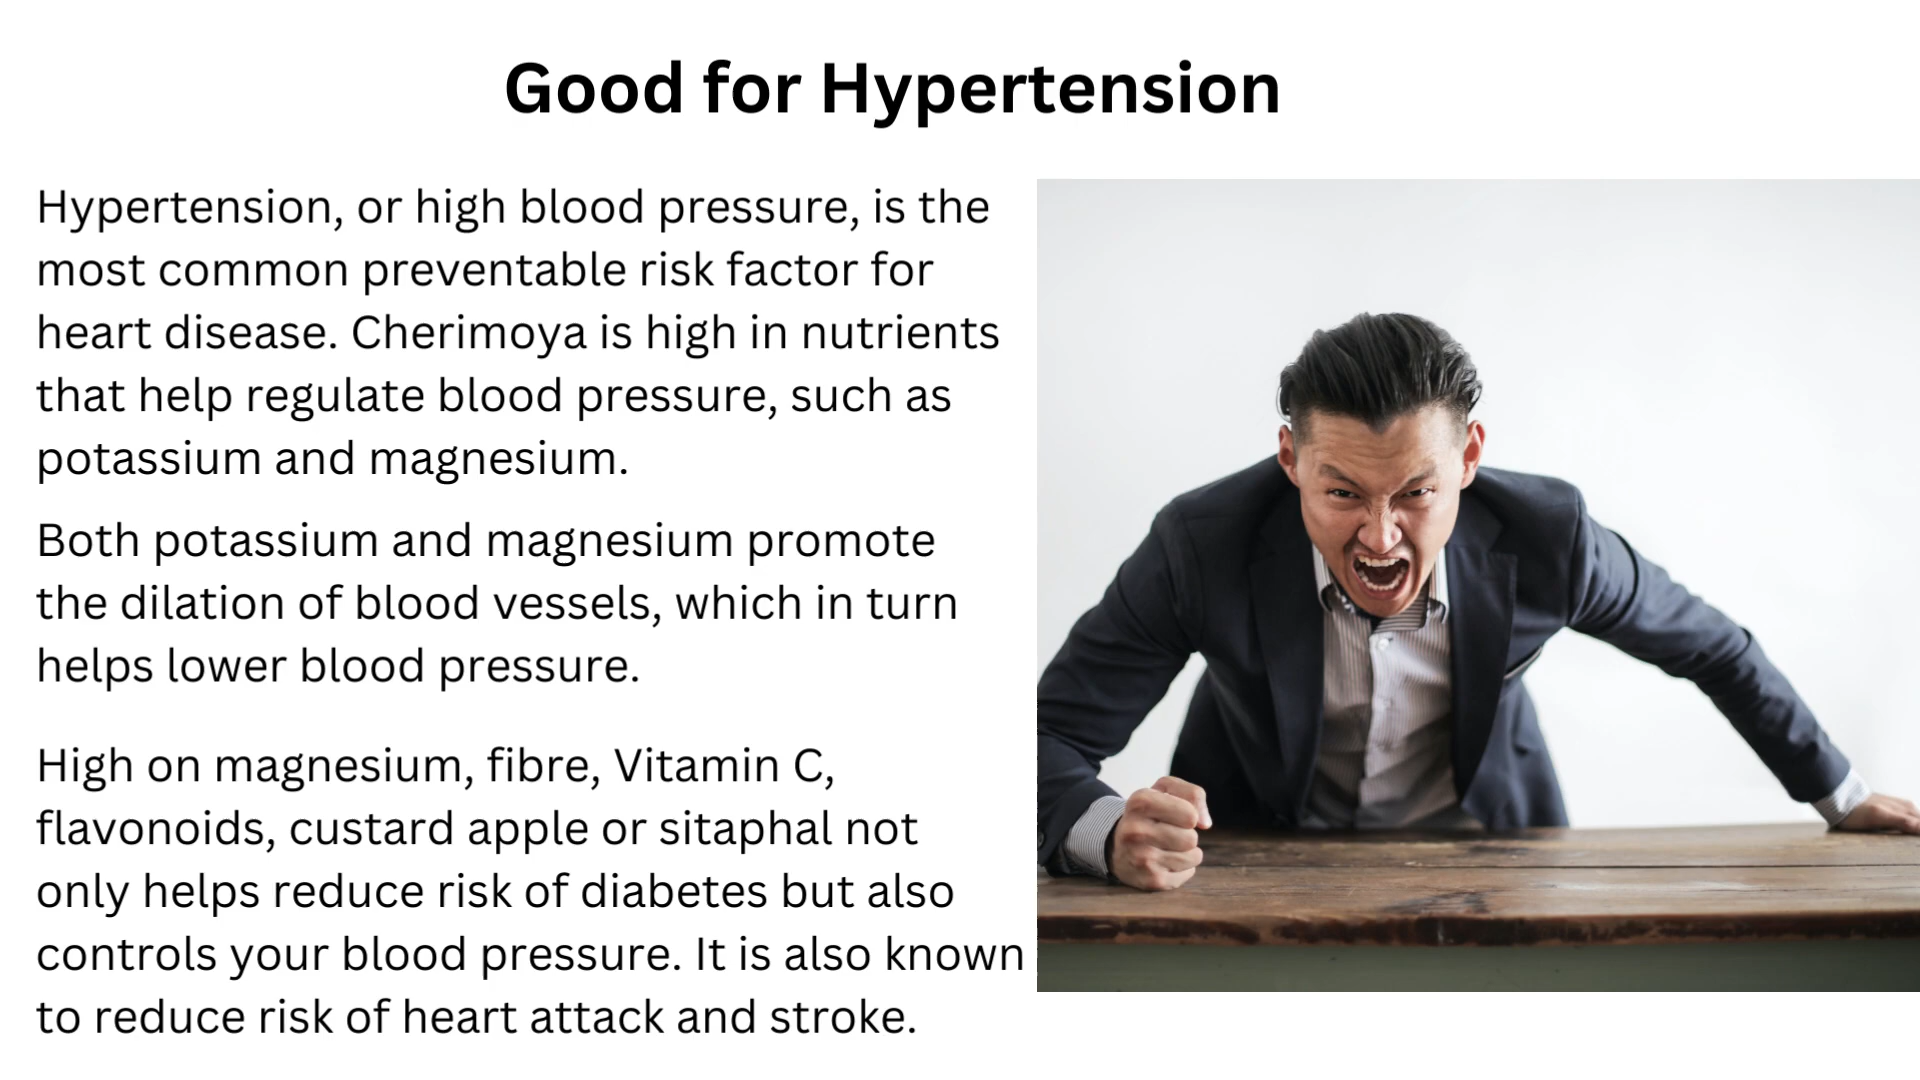 Good for Hypertension
Hypertension, or high blood pressure, is the
most common preventable risk factor for
heart disease. Cherimoya is high in nutrients
that help regulate blood pressure, such as
potassium and magnesium.
Both potassium and magnesium promote
the dilation of blood vessels, which in turn
helps lower blood pressure.
High on magnesium, fibre, Vitamin C,
flavonoids, custard apple or sitaphal not
only helps reduce risk of diabetes but also
controls your blood pressure. It is also known
to reduce risk of heart attack and stroke.